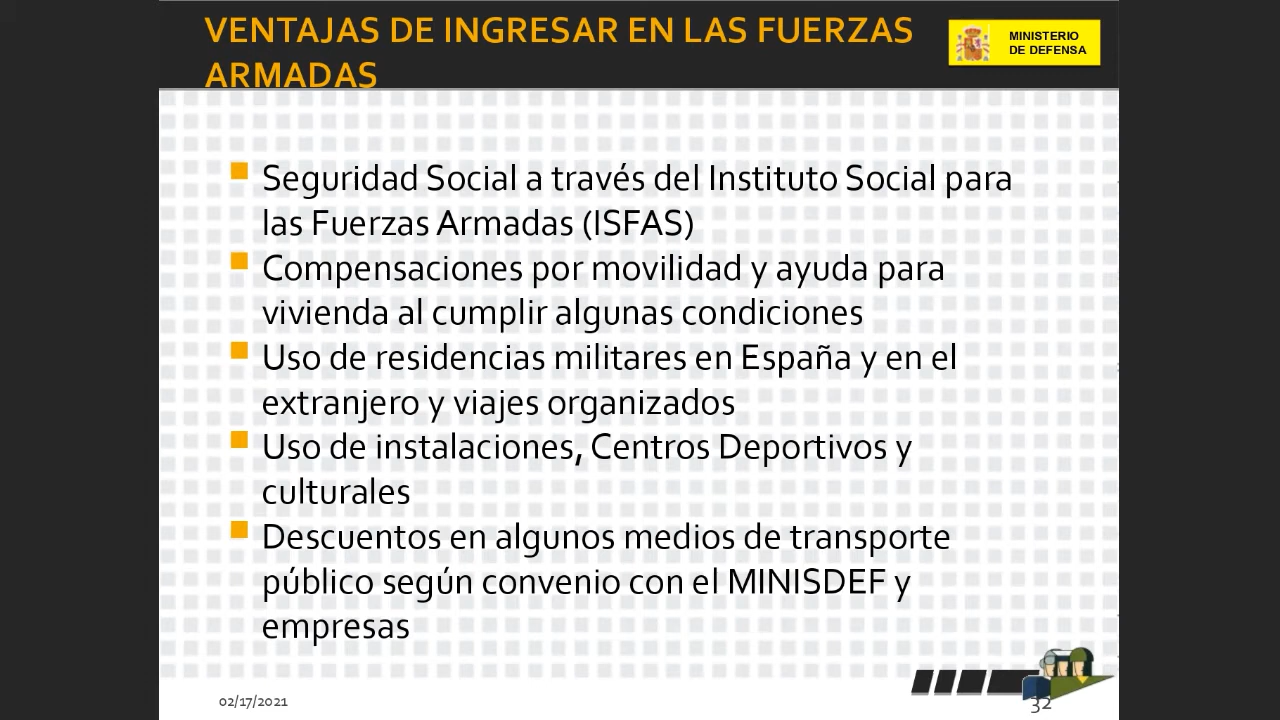 VENTAJAS DE INGRESAR EN LAS FUERZAS
ARMADAS
MINISTERIO
DE DEFENSA
Seguridad Social a través del Instituto Social para
las Fuerzas Armadas (ISFAS)
Compensaciones por movilidad y ayuda para
vivienda al cumplir algunas condiciones
Uso de residencias militares en España y en el
extranjero y viajes organizados
Uso de instalaciones, Centros Deportivos y
culturales
Descuentos en algunos medios de transporte
público según convenio con el MINISDEF y
empresas
02/17/2021
32